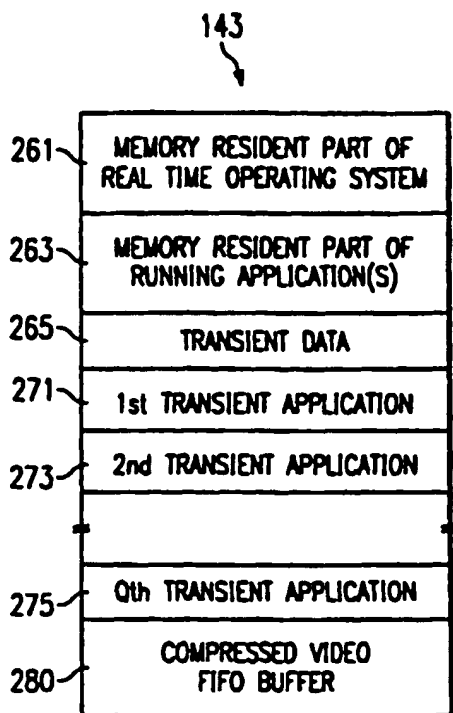 143
261
MEMORY RESIDENT PART OF
REAL TIME OPERATING SYSTEM
263
MEMORY RESIDENT PART OF
RUNNING APPLICATION(S)
265
TRANSIENT DATA
271
1st TRANSIENT APPLICATION
273
2nd TRANSIENT APPLICATION
275
Qth TRANSIENT APPLICATION
280
COMPRESSED VIDEO
FIFO BUFFER